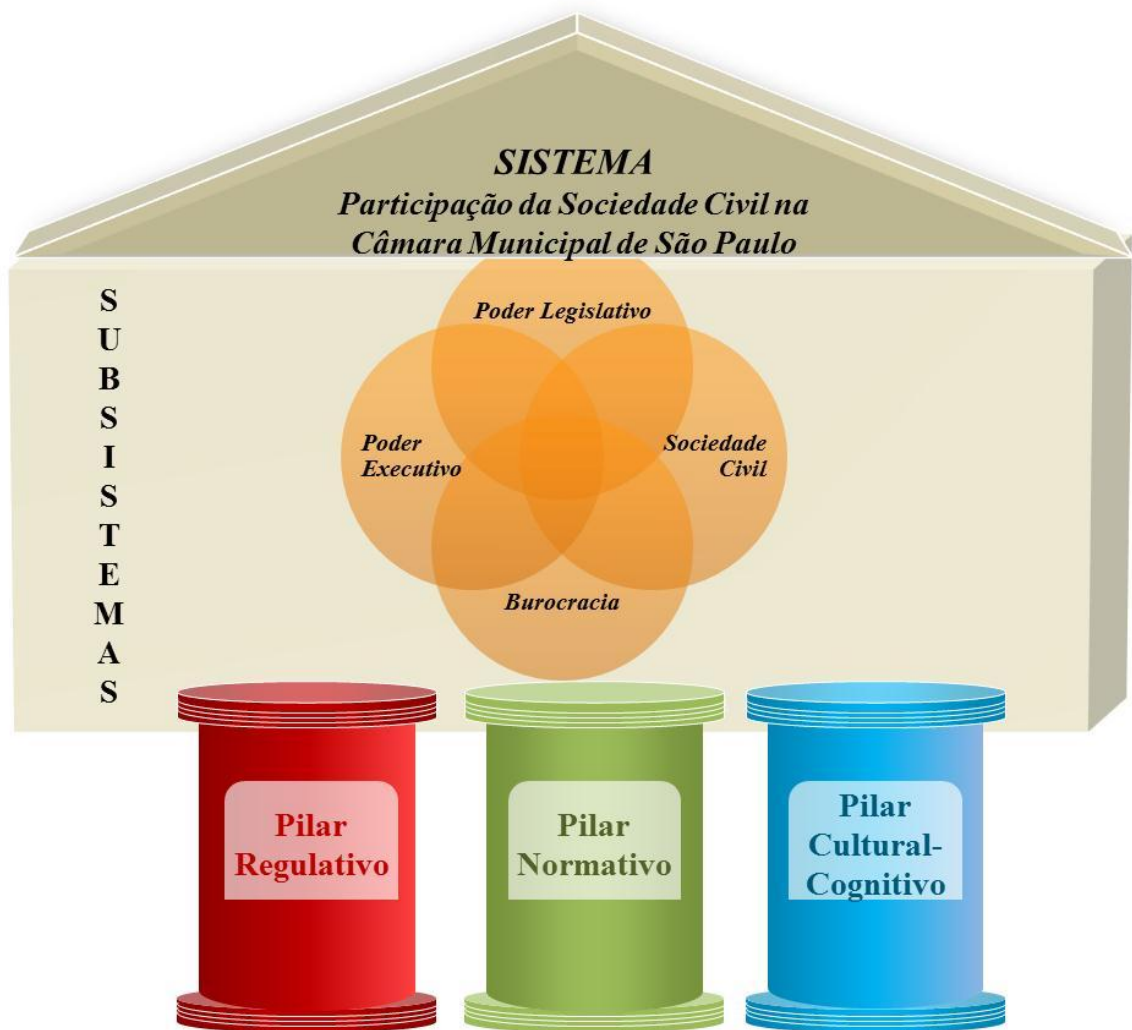 SISTEMA
Participação da Sociedade Civil na
Câmara Municipal de São Paulo
SUBSISTEMAS
Poder Legislativo
Poder
Executivo
Sociedade
Civil
Burocracia
Pilar
Regulativo
Pilar
Normativo
Pilar
Cultural-
Cognitivo